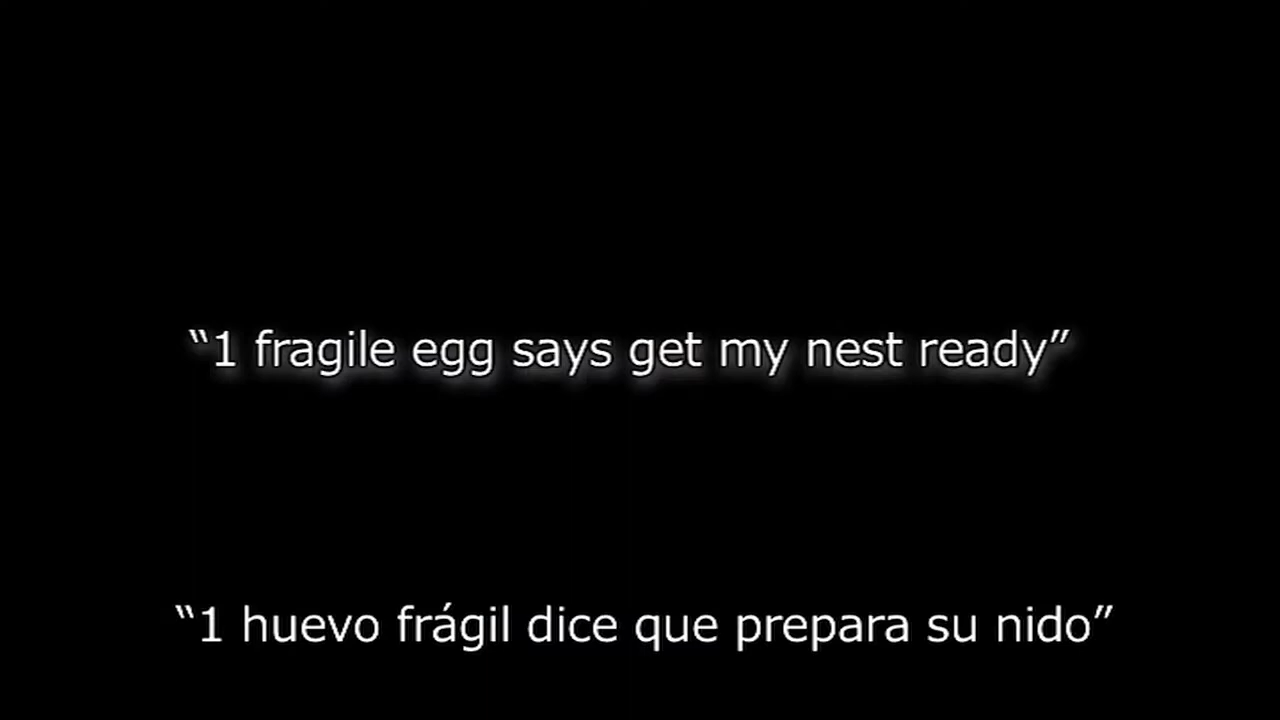 “1 fragile egg says get my nest ready”
“1 huevo frágil dice que prepara su nido”